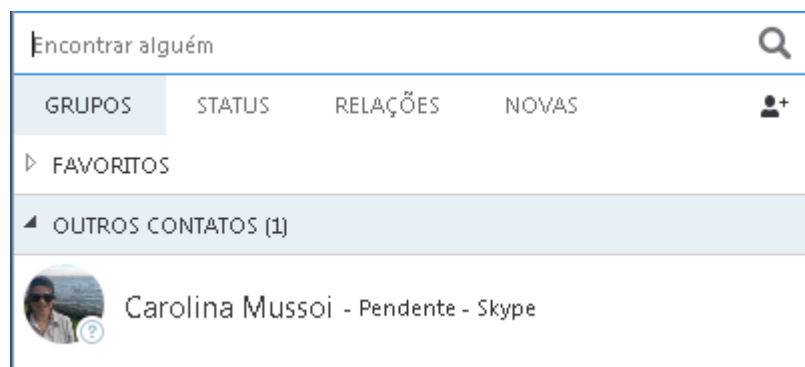 Encontrar alguém
GRUPOS STATUS RELAÇÕES NOVAS
FAVORITOS
OUTROS CONTATOS (1)
Carolina Mussoi - Pendente - Skype